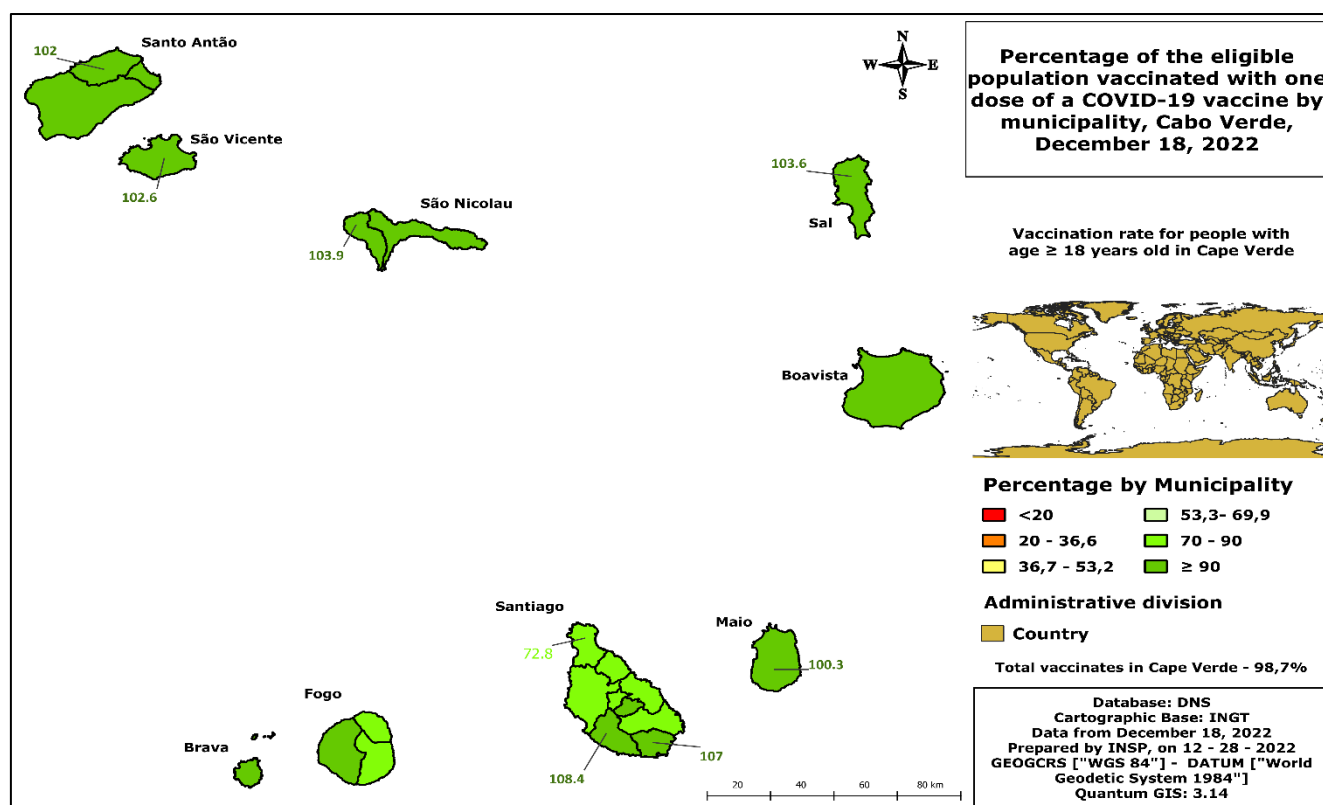 Percentage of the eligible
population vaccinated with one
dose of a COVID-19 vaccine by
municipality, Cabo Verde,
December 18, 2022
N
W
E
S
Santo Antão
102
São Vicente
102.6
São Nicolau
103.9
103.6
Sal
Boavista
Santiago
72.8
Maio
100.3
Fogo
Brava
107
108.4
20
40
60
80 km
Vaccination rate for people with
age ≥ 18 years old in Cape Verde
Percentage by Municipality
<20
20 - 36,6
36,7 - 53,2
53,3- 69,9
70 - 90
≥ 90
Administrative division
Country
Total vaccinates in Cape Verde - 98,7%
Database: DNS
Cartographic Base: INGT
Data from December 18, 2022
Prepared by INSP, on 12 - 28 - 2022
GEOGCRS ["WGS 84"] - DATUM ["World
Geodetic System 1984"]
Quantum GIS: 3.14